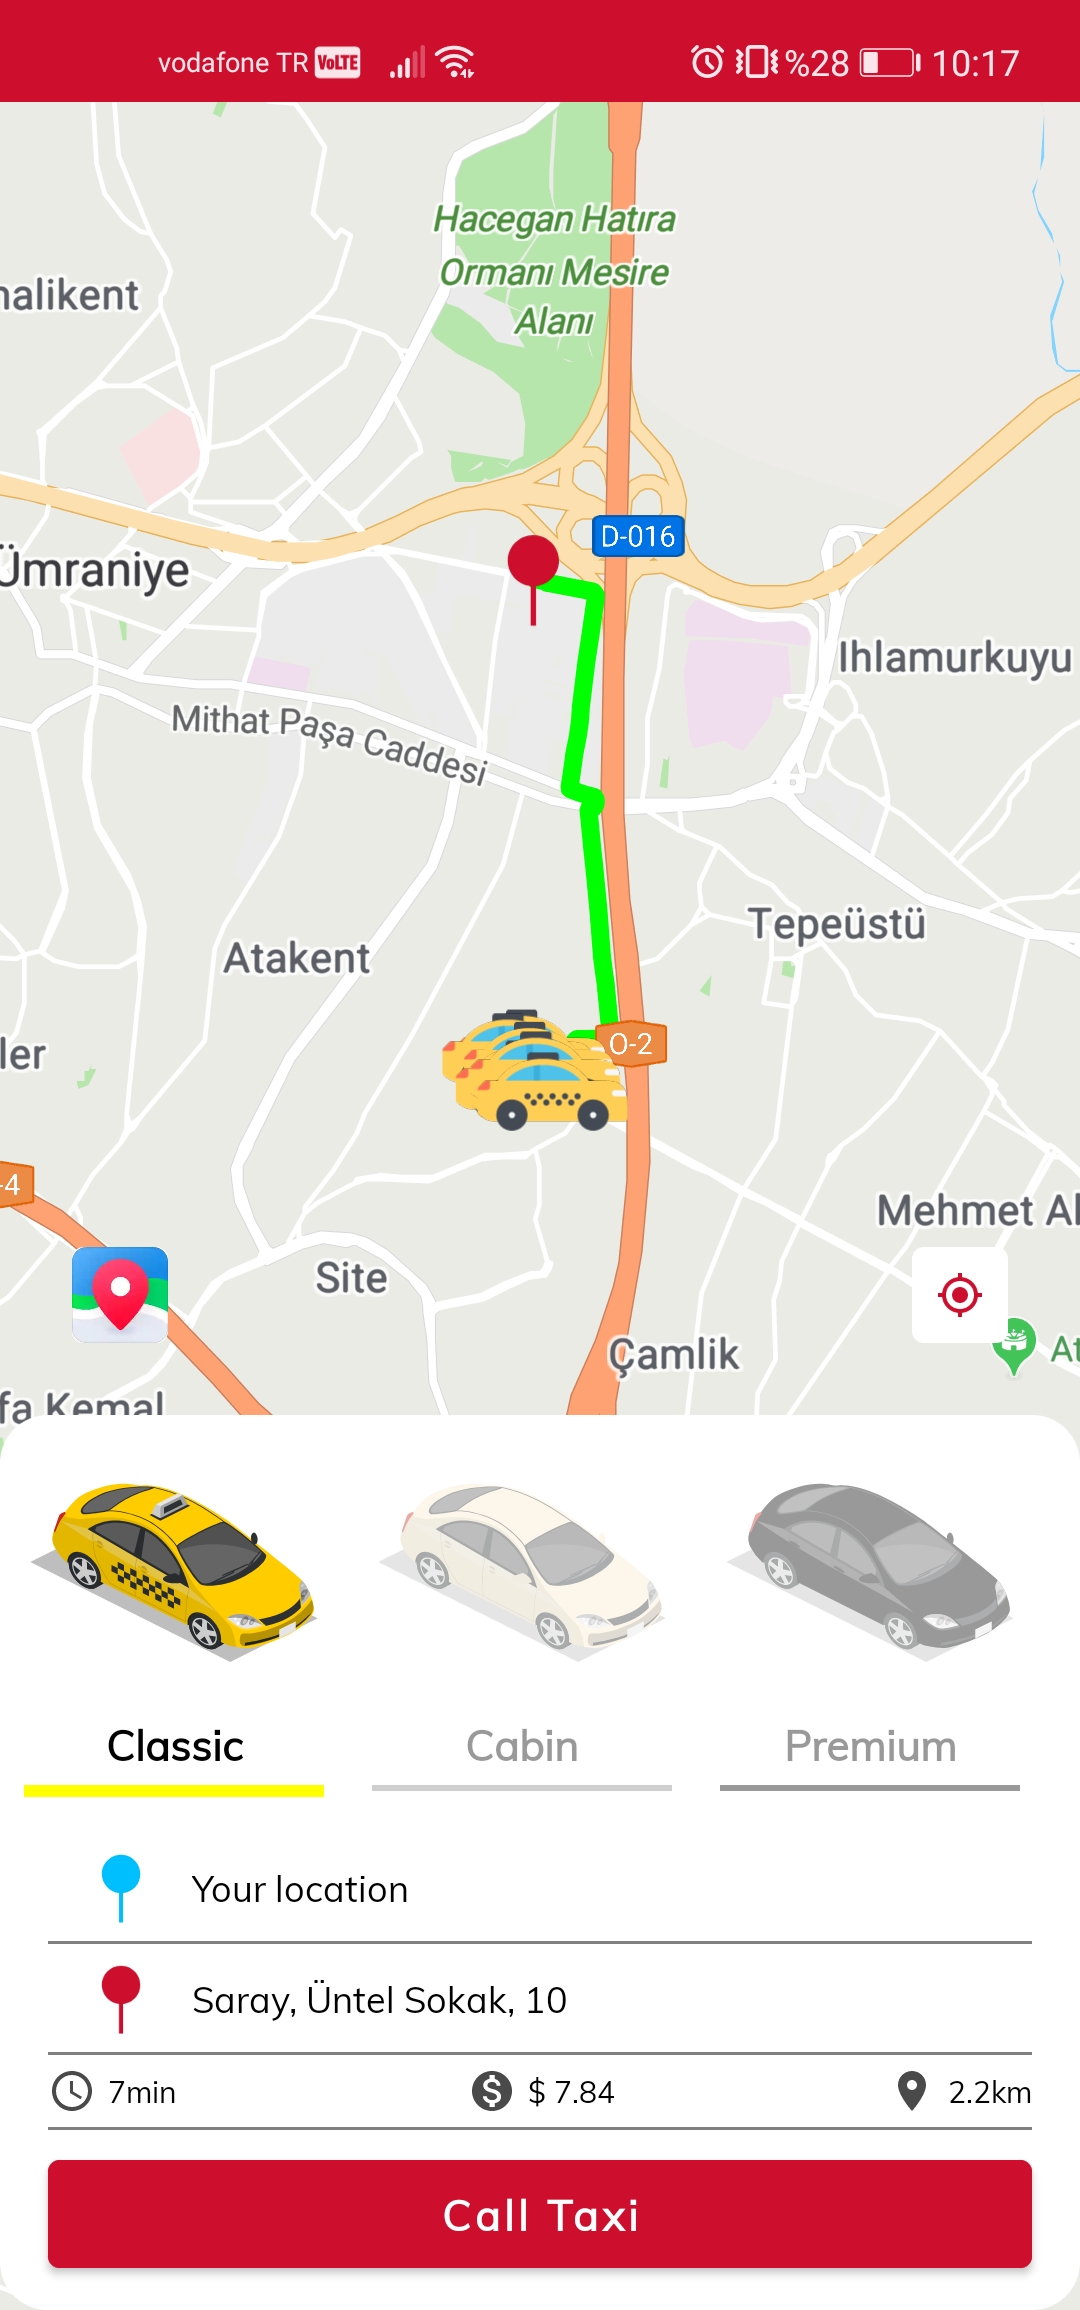 vodafone TR VoLTE %28 10:17
Hacegan Hatıra
Ormanı Mesire
Alanı
nalikent
D-016
Ümraniye
Ihlamurkuyu
Mithat Paşa Caddesi
Tepeüstü
Atakent
O-2
ler
-4
Mehmet Al
Site
At
Çamlik
fa Kemal
Classic Cabin Premium
Your location
Saray, Üntel Sokak, 10
7min $ 7.84 2.2km
Call Taxi